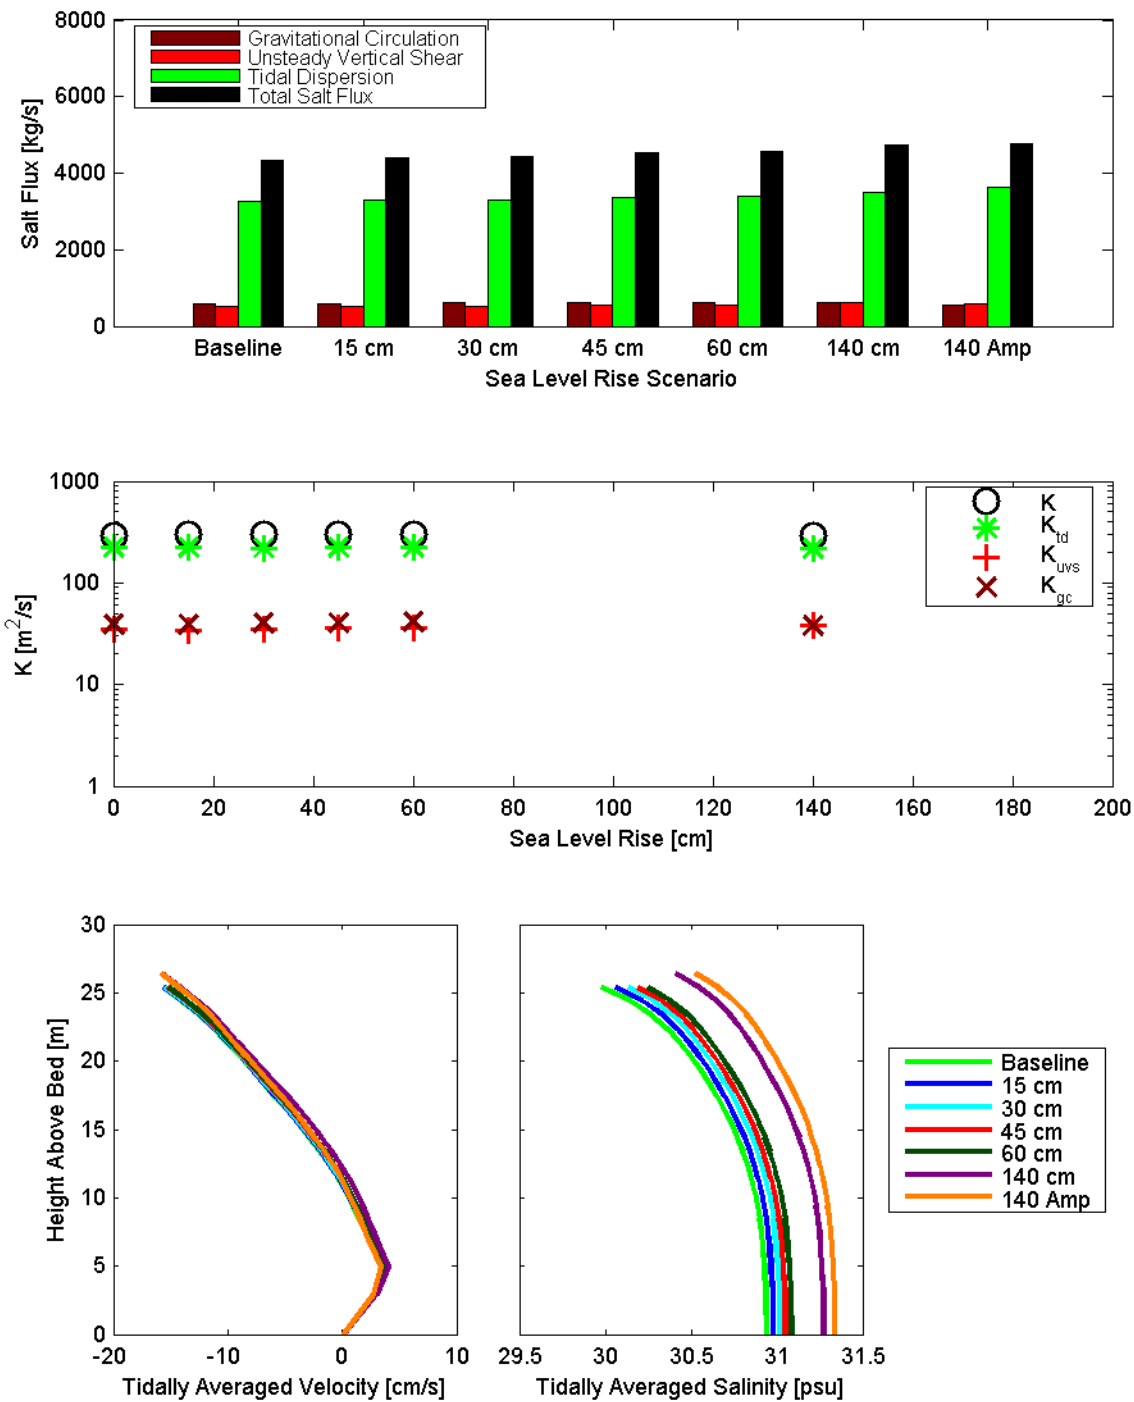 8000
6000
4000
2000
0
Salt Flux [kg/s]
Gravitational Circulation
Unsteady Vertical Shear
Tidal Dispersion
Total Salt Flux
Baseline 15 cm 30 cm 45 cm 60 cm 140 cm 140 Amp
Sea Level Rise Scenario
1000
100
10
1
K [m²/s]
K
K_td
K_uvs
K_gc
0 20 40 60 80 100 120 140 160 180 200
Sea Level Rise [cm]
30
25
20
15
10
5
0
Height Above Bed [m]
-20 -10 0 10
Tidally Averaged Velocity [cm/s]
29.5 30 30.5 31 31.5
Tidally Averaged Salinity [psu]
Baseline
15 cm
30 cm
45 cm
60 cm
140 cm
140 Amp